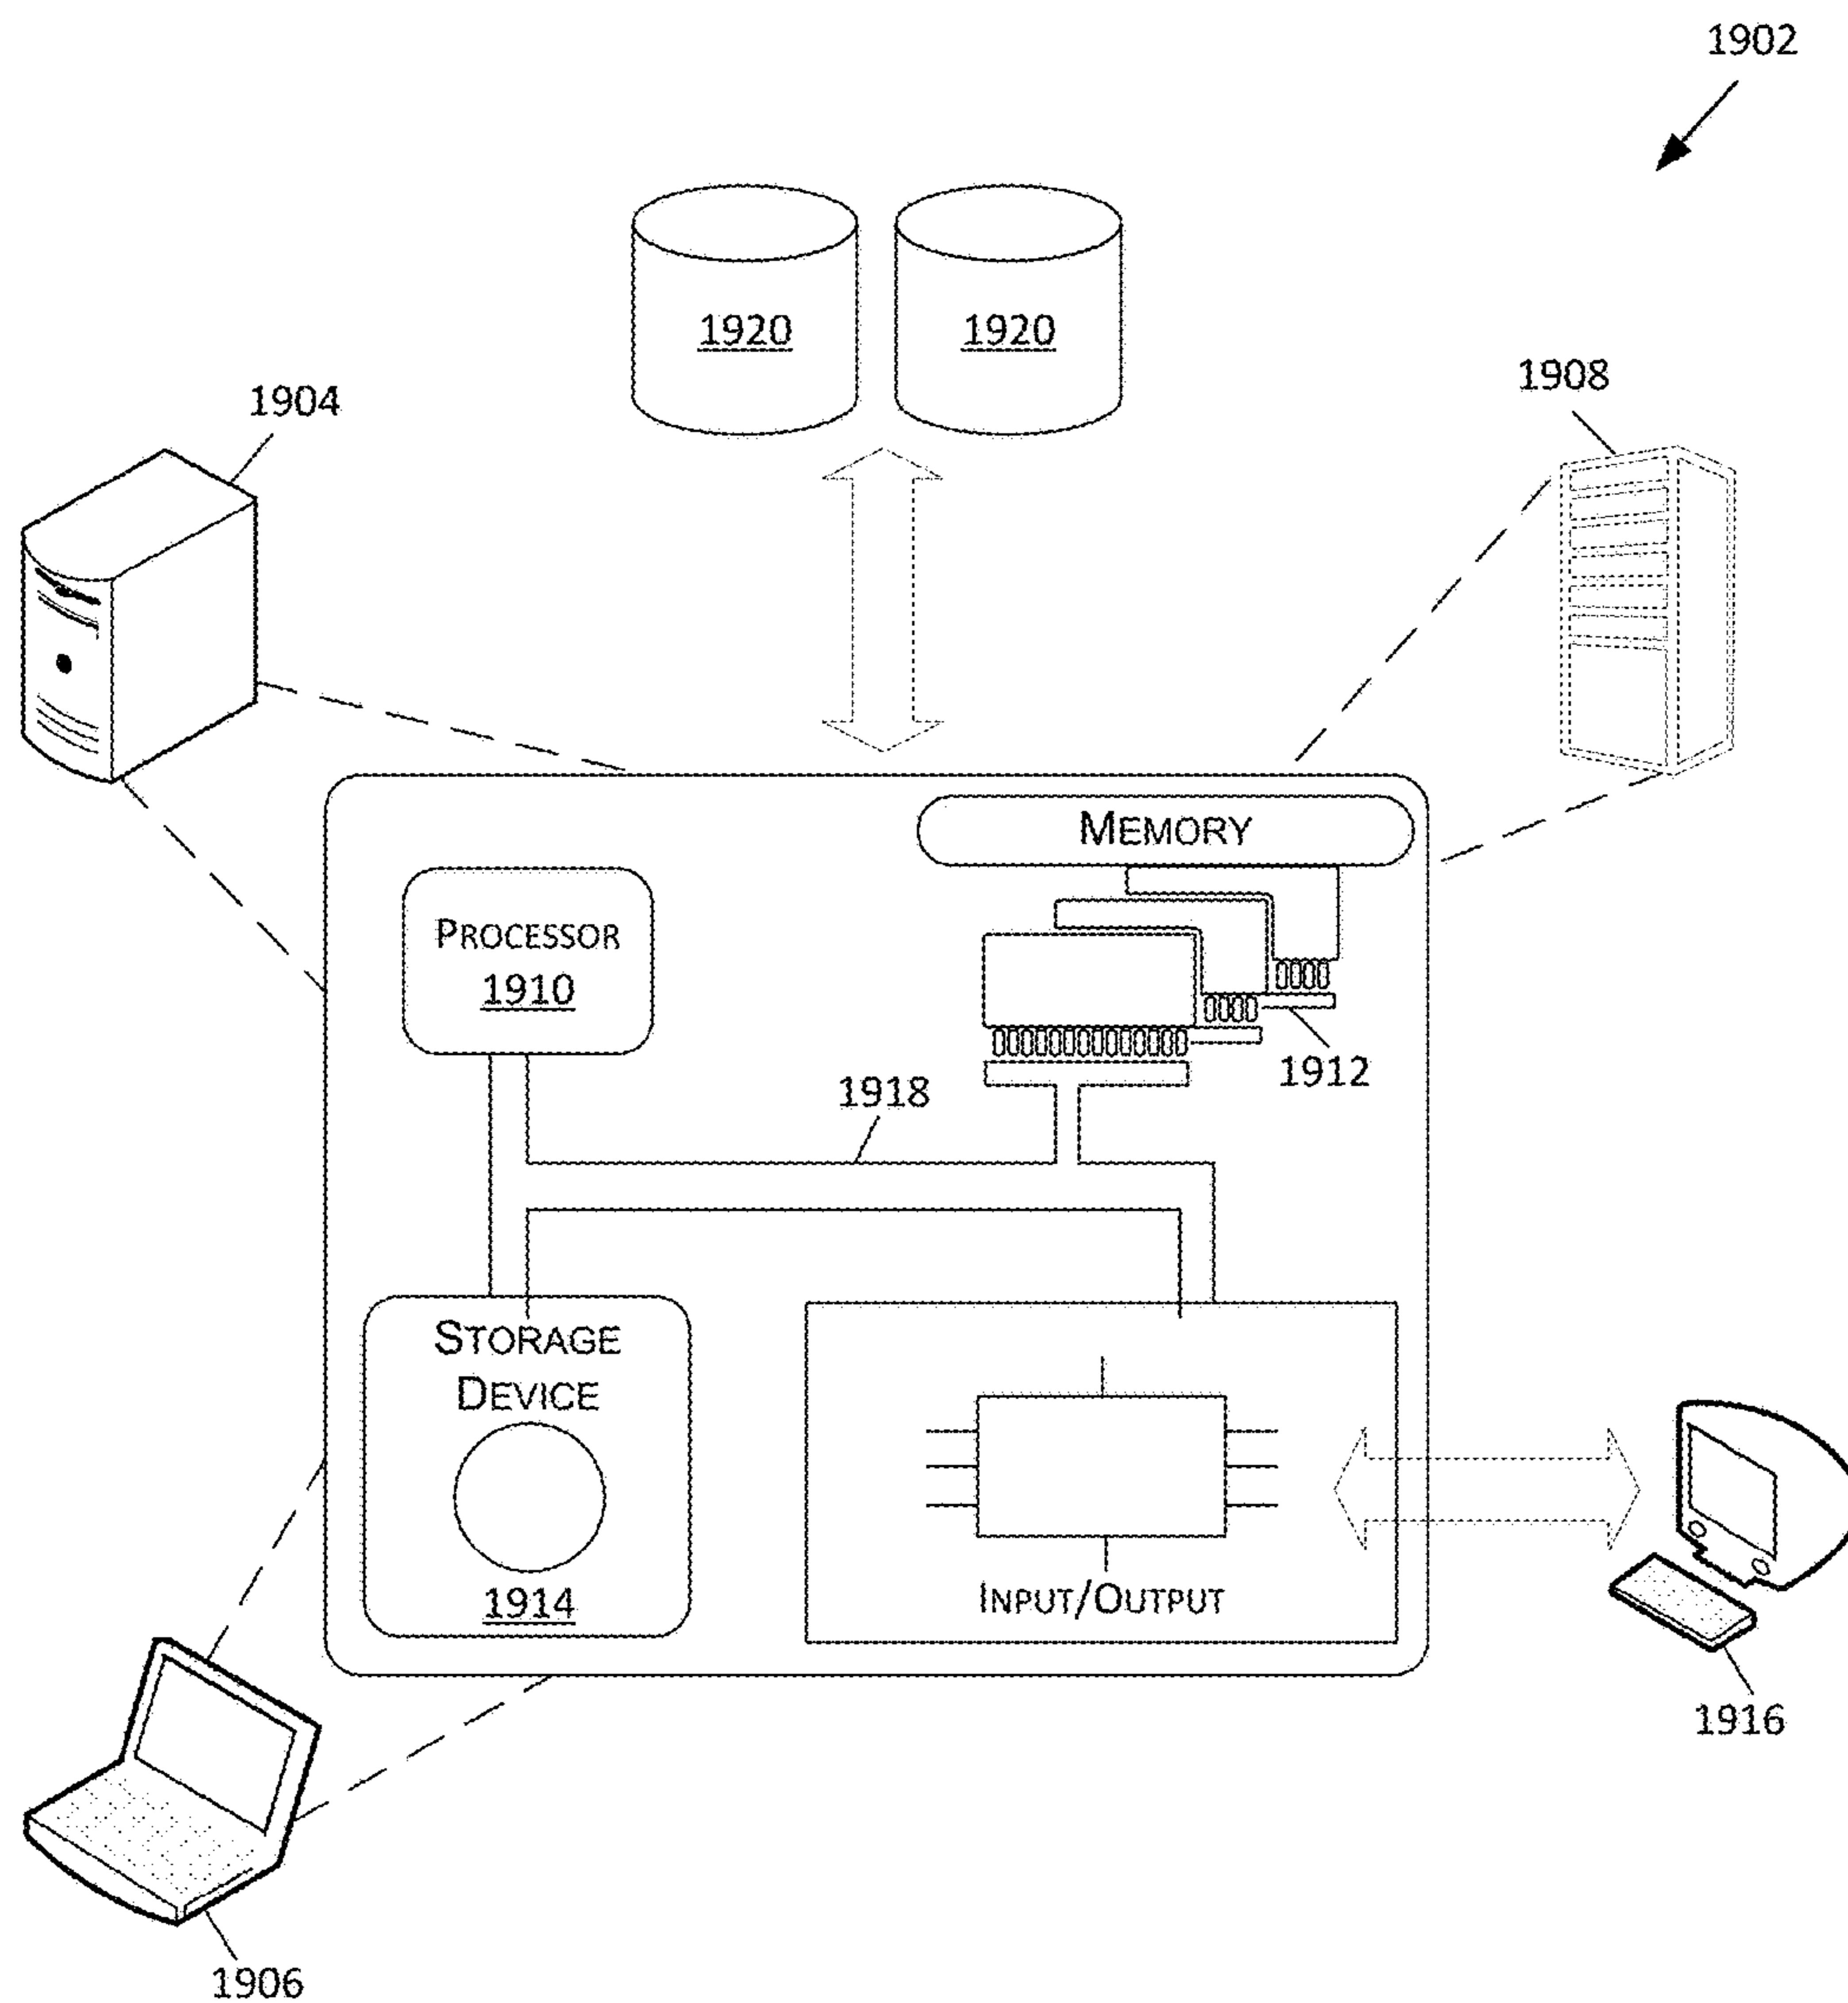 1902
1920
1920
1908
1904
MEMORY
PROCESSOR
1910
1912
1918
STORAGE
DEVICE
1914
INPUT/OUTPUT
1916
1906